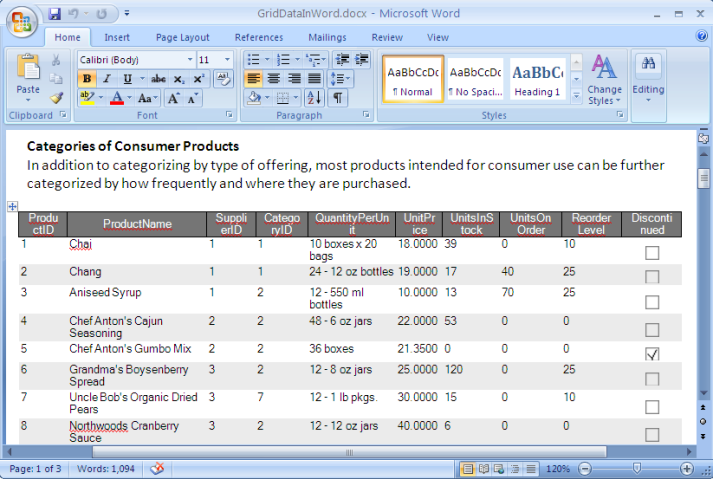 GridDataInWord.docx - Microsoft Word
Home Insert Page Layout References Mailings Review View
Calibri (Body) 11
AaBbCcDc AaBbCcDc AaBbCc
Paste B I U abc x₂ x² Aa
¶ Normal ¶ No Spaci... Heading 1 Change Styles Editing
Clipboard Font Paragraph Styles
Categories of Consumer Products
In addition to categorizing by type of offering, most products intended for consumer use can be further
categorized by how frequently and where they are purchased.
ProductID ProductName SupplierID CategoryID QuantityPerUnit UnitPrice UnitsInStock UnitsOnOrder ReorderLevel Discontinued
1 Chai 1 1 10 boxes x 20 18.0000 39 0 10
bags
2 Chang 1 1 24 - 12 oz bottles 19.0000 17 40 25
3 Aniseed Syrup 1 2 12 - 550 ml 10.0000 13 70 25
bottles
4 Chef Anton's Cajun 2 2 48 - 6 oz jars 22.0000 53 0 0
Seasoning
5 Chef Anton's Gumbo Mix 2 2 36 boxes 21.3500 0 0 0
6 Grandma's Boysenberry 3 2 12 - 8 oz jars 25.0000 120 0 25
Spread
7 Uncle Bob's Organic Dried 3 7 12 - 1 lb pkgs. 30.0000 15 0 10
Pears
8 Northwoods Cranberry 3 2 12 - 12 oz jars 40.0000 6 0 0
Sauce
Page: 1 of 3 Words: 1,094 120%